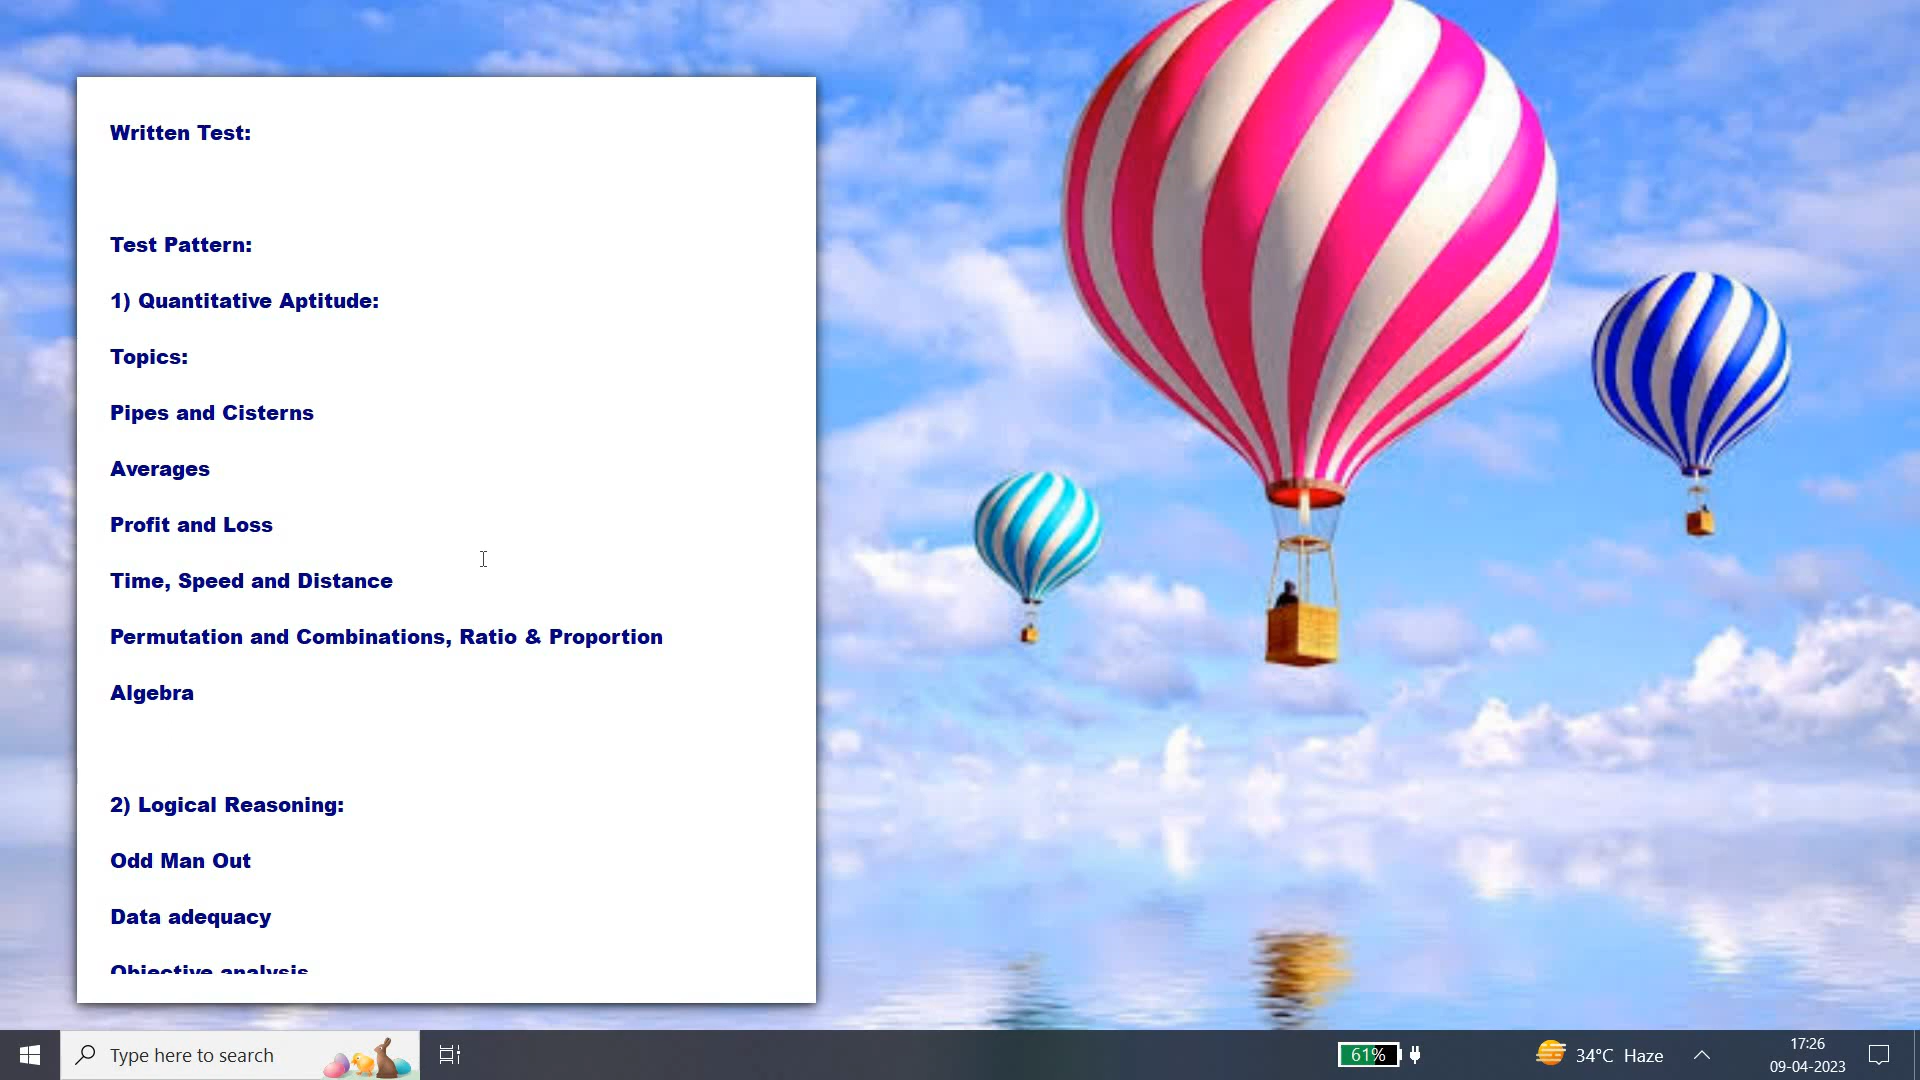 Written Test:
Test Pattern:
1) Quantitative Aptitude:
Topics:
Pipes and Cisterns
Averages
Profit and Loss
Time, Speed and Distance
Permutation and Combinations, Ratio & Proportion
Algebra
2) Logical Reasoning:
Odd Man Out
Data adequacy
Objective analysis
Type here to search
61%
34°C Haze
17:26
09-04-2023